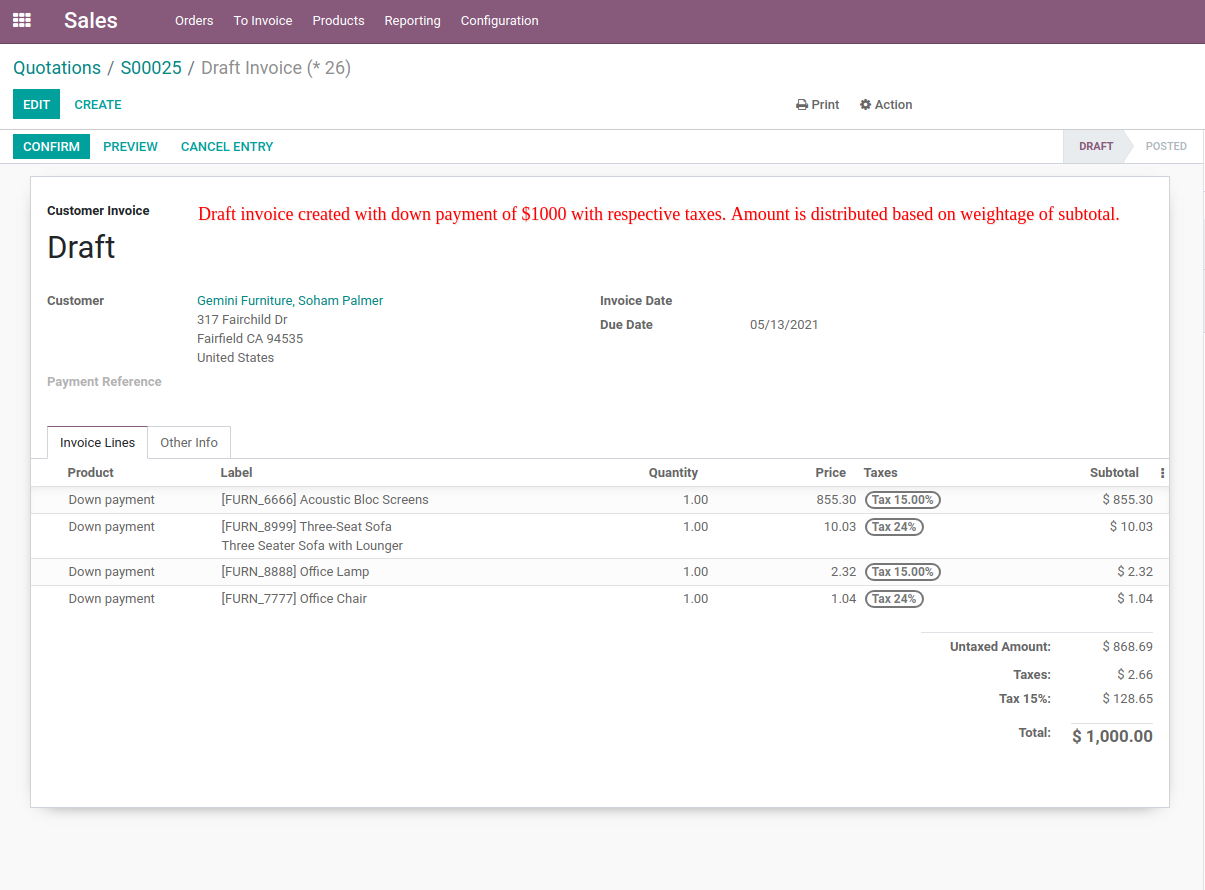 Sales Orders To Invoice Products Reporting Configuration
Quotations / S00025 / Draft Invoice (* 26)
EDIT CREATE Print Action
CONFIRM PREVIEW CANCEL ENTRY DRAFT POSTED
Customer Invoice Draft invoice created with down payment of $1000 with respective taxes. Amount is distributed based on weightage of subtotal.
Draft
Customer Gemini Furniture, Soham Palmer Invoice Date
317 Fairchild Dr Due Date 05/13/2021
Fairfield CA 94535
United States
Payment Reference
Invoice Lines Other Info
Product Label Quantity Price Taxes Subtotal
Down payment [FURN_6666] Acoustic Bloc Screens 1.00 855.30 Tax 15.00% $ 855.30
Down payment [FURN_8999] Three-Seat Sofa 1.00 10.03 Tax 24% $ 10.03
Three Seater Sofa with Lounger
Down payment [FURN_8888] Office Lamp 1.00 2.32 Tax 15.00% $ 2.32
Down payment [FURN_7777] Office Chair 1.00 1.04 Tax 24% $ 1.04
Untaxed Amount: $ 868.69
Taxes: $ 2.66
Tax 15%: $ 128.65
Total: $ 1,000.00